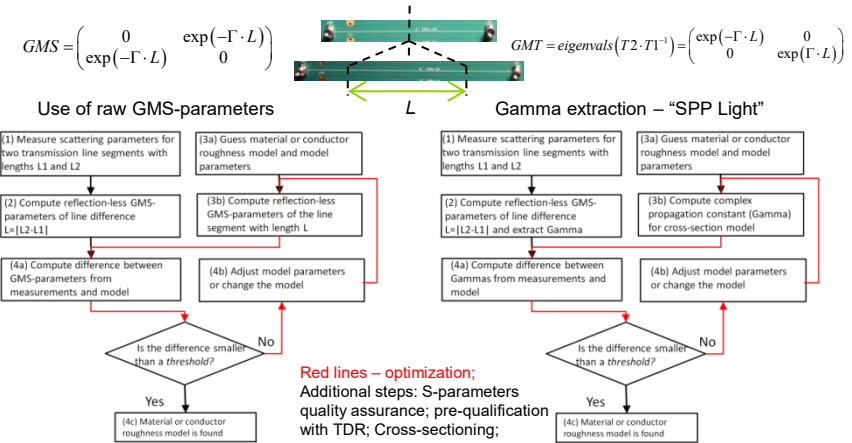 GMS = ( 0 exp(−Γ·L)
exp(−Γ·L) 0 )
GMT = eigenvals(T2·T1⁻¹) = ( exp(−Γ·L) 0
0 exp(Γ·L) )
L
Use of raw GMS-parameters
(1) Measure scattering parameters for
two transmission line segments with
lengths L1 and L2
(3a) Guess material or conductor
roughness model and model
parameters
(2) Compute reflection-less GMS-
parameters of line difference
L=|L2-L1|
(3b) Compute reflection-less
GMS-parameters of the line
segment with length L
(4a) Compute difference between
GMS-parameters from
measurements and model
(4b) Adjust model parameters
or change the model
Is the difference smaller
than a threshold?
No
Yes
(4c) Material or conductor
roughness model is found
Gamma extraction – “SPP Light”
(1) Measure scattering parameters for
two transmission line segments with
lengths L1 and L2
(3a) Guess material or conductor
roughness model and model
parameters
(2) Compute reflection-less GMS-
parameters of line difference
L=|L2-L1| and extract Gamma
(3b) Compute complex
propagation constant (Gamma)
for cross-section model
(4a) Compute difference between
Gammas from measurements and
model
(4b) Adjust model parameters
or change the model
Is the difference smaller
than a threshold?
No
Yes
(4c) Material or conductor
roughness model is found
Red lines – optimization;
Additional steps: S-parameters
quality assurance; pre-qualification
with TDR; Cross-sectioning;